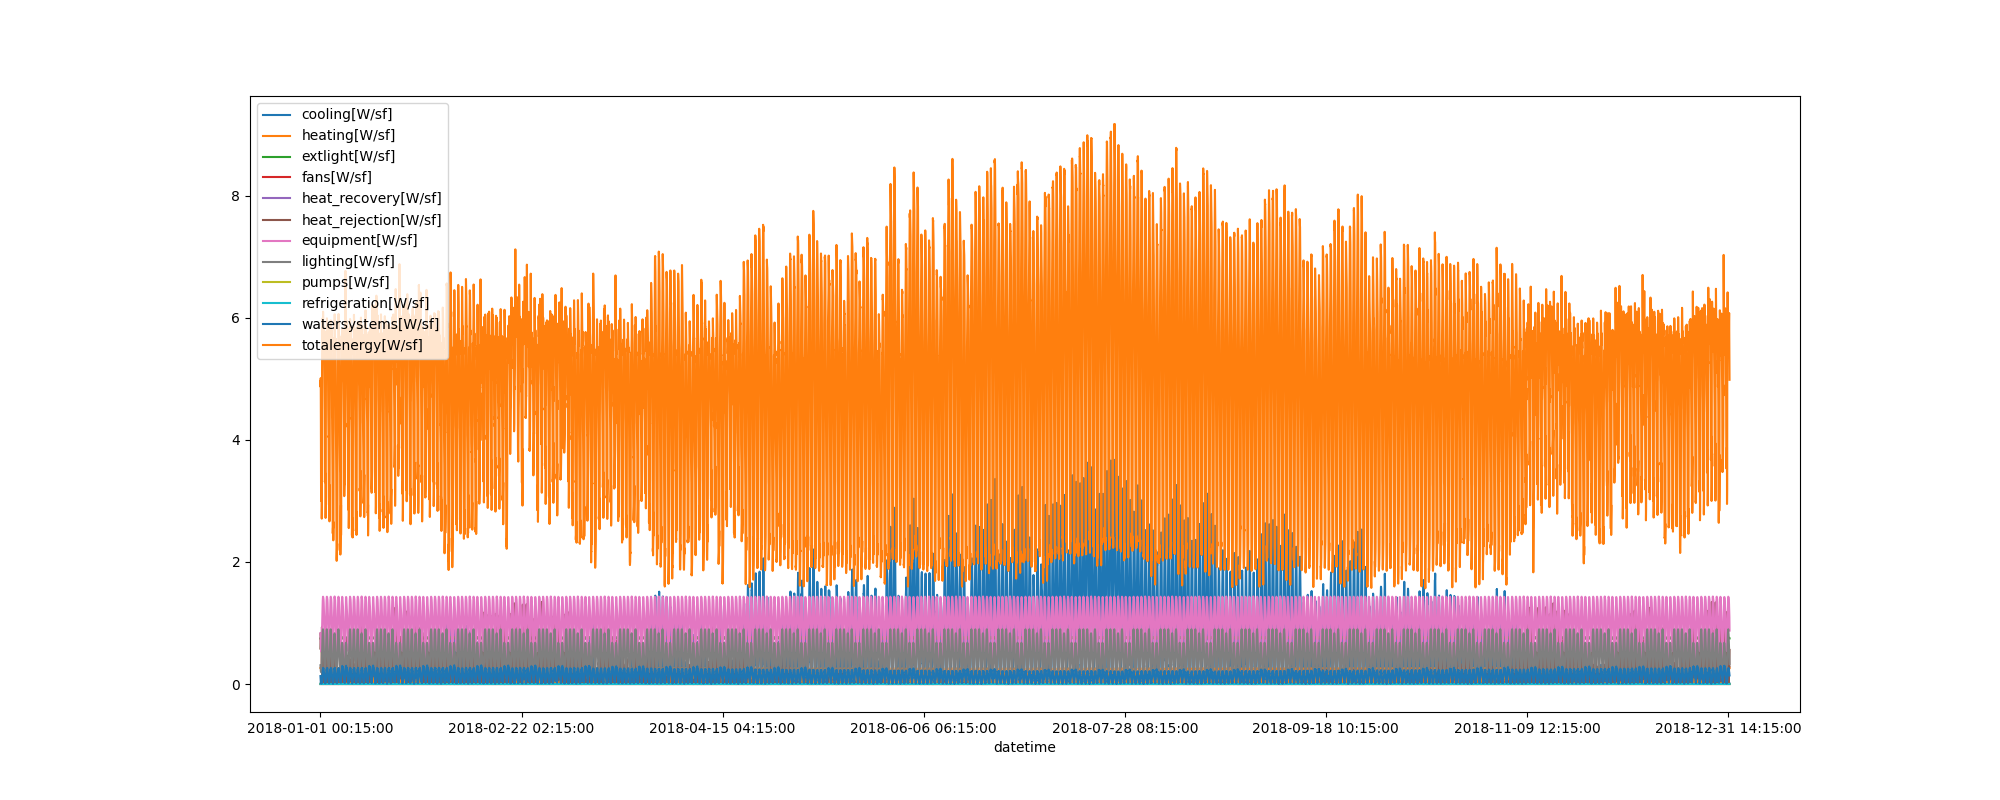 cooling[W/sf]
heating[W/sf]
extlight[W/sf]
fans[W/sf]
heat_recovery[W/sf]
heat_rejection[W/sf]
equipment[W/sf]
lighting[W/sf]
pumps[W/sf]
refrigeration[W/sf]
watersystems[W/sf]
totalenergy[W/sf]
8
6
4
2
0
2018-01-01 00:15:00 2018-02-22 02:15:00 2018-04-15 04:15:00 2018-06-06 06:15:00 2018-07-28 08:15:00 2018-09-18 10:15:00 2018-11-09 12:15:00 2018-12-31 14:15:00
datetime